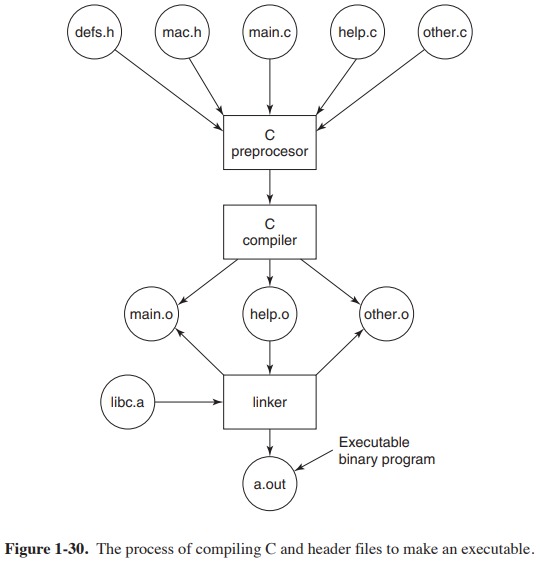 defs.h
mac.h
main.c
help.c
other.c
C
preprocesor
C
compiler
main.o
help.o
other.o
libc.a
linker
Executable
binary program
a.out
Figure 1-30. The process of compiling C and header files to make an executable.